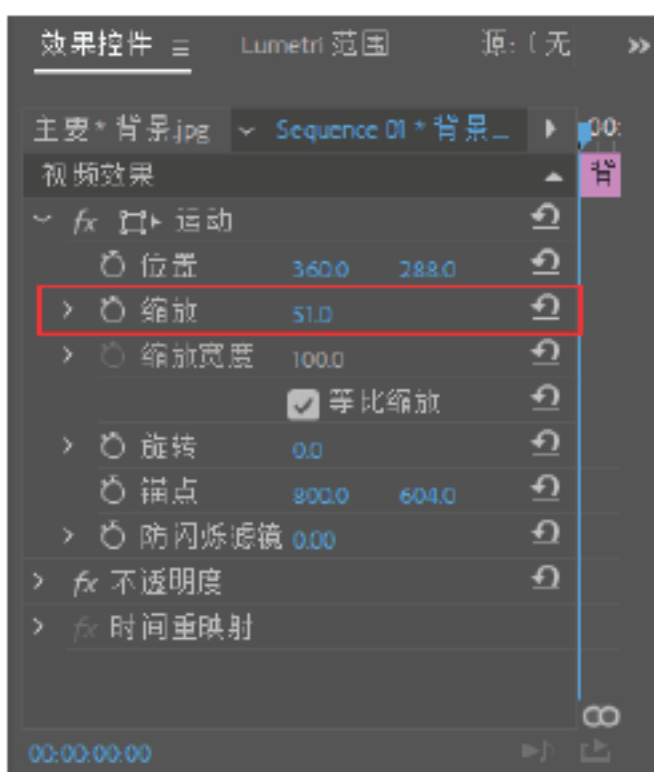 效果控件 Lumetri 范围 源:(无
主要*背景.jpg Sequence 01*背景... 00:
视频效果 背
fx 运动
位置 360.0 288.0
缩放 51.0
缩放宽度 100.0
等比缩放
旋转 0.0
锚点 800.0 604.0
防闪烁滤镜 0.00
fx 不透明度
fx 时间重映射
00:00:00:00